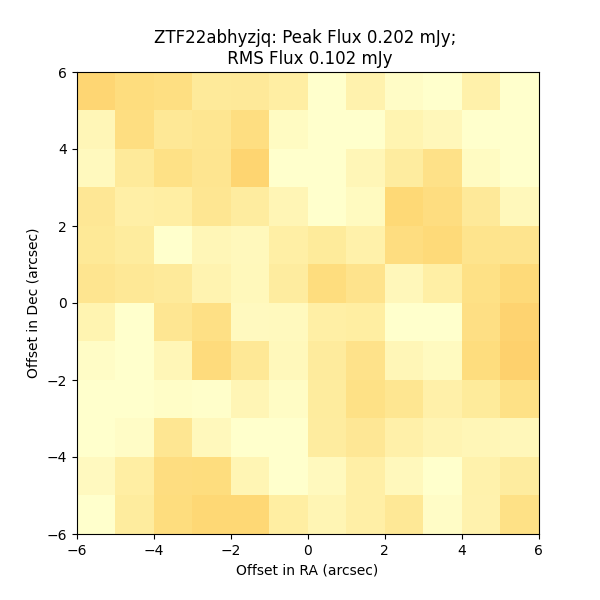 ZTF22abhyzjq: Peak Flux 0.202 mJy;
RMS Flux 0.102 mJy
6
4
2
0
−2
−4
−6
Offset in Dec (arcsec)
−6 −4 −2 0 2 4 6
Offset in RA (arcsec)